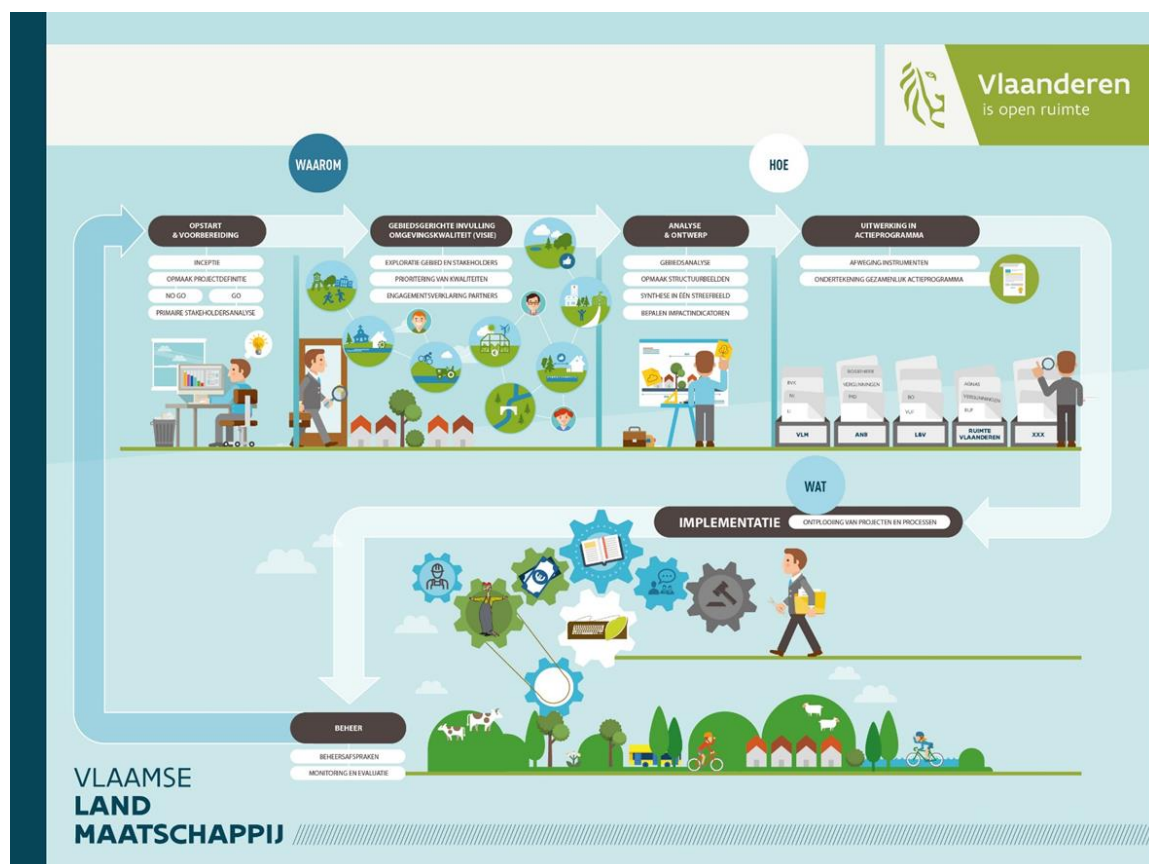 Vlaanderen
is open ruimte
WAAROM
HOE
OPSTART
& VOORBEREIDING
INCEPTIE
OPMAAK PROJECTDEFINITIE
NO GO
GO
PRIMAIRE STAKEHOLDERSANALYSE
GEBIEDSGERICHTE INVULLING
OMGEVINGSKWALITEIT (VISIE)
EXPLORATIE GEBIED EN STAKEHOLDERS
PRIORITERING VAN KWALITEITEN
ENGAGEMENTSVERKLARING PARTNERS
ANALYSE
& ONTWERP
GEBIEDSANALYSE
OPMAAK STRUCTUURBEELDEN
SYNTHESE IN ÉÉN STREEFBEELD
BEPALEN IMPACTINDICATOREN
UITWERKING IN
ACTIEPROGRAMMA
AFWEGING INSTRUMENTEN
ONDERTEKENING GEZAMENLIJK ACTIEPROGRAMMA
VERGUNNINGEN
VLM
ANB
LBV
RUIMTE
VLAANDEREN
XXX
WAT
IMPLEMENTATIE
ONTPLOOIING VAN PROJECTEN EN PROCESSEN
BEHEER
BEHEERSAFSPRAKEN
MONITORING EN EVALUATIE
VLAAMSE
LAND
MAATSCHAPPIJ